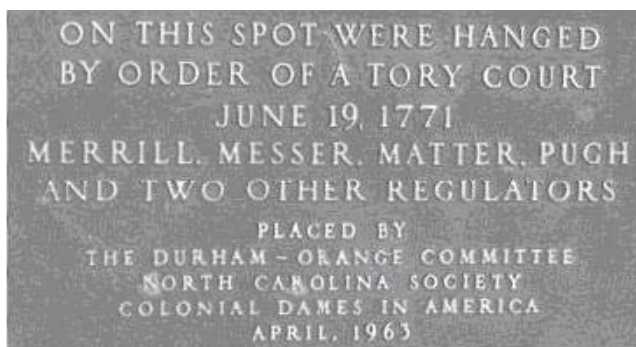 ON THIS SPOT WERE HANGED
BY ORDER OF A TORY COURT
JUNE 19, 1771
MERRILL, MESSER, MATTER, PUGH
AND TWO OTHER REGULATORS
PLACED BY
THE DURHAM - ORANGE COMMITTEE
NORTH CAROLINA SOCIETY
COLONIAL DAMES IN AMERICA
APRIL, 1963